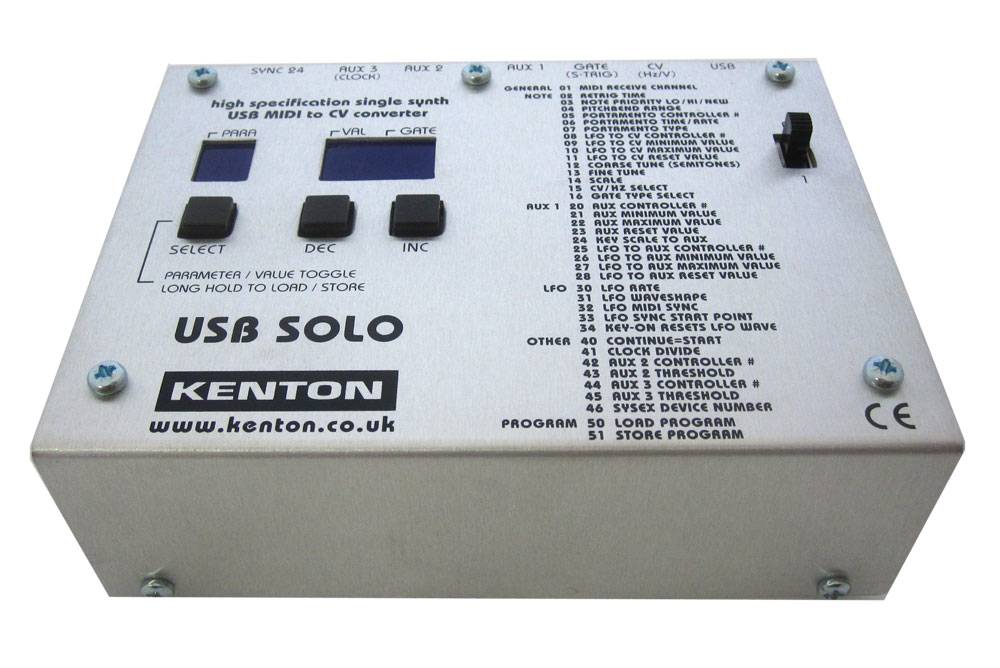 SYNC 24 AUX 3 (CLOCK) AUX 2 AUX 1 GATE (S-TRIG) CV (Hz/V) USB
high specification single synth
USB MIDI to CV converter
PARA VAL GATE
SELECT DEC INC
PARAMETER / VALUE TOGGLE
LONG HOLD TO LOAD / STORE
USB SOLO
KENTON
www.kenton.co.uk
GENERAL 01 MIDI RECEIVE CHANNEL
NOTE 02 RETRIG TIME
03 NOTE PRIORITY LO/HI/NEW
04 PITCHBEND RANGE
05 PORTAMENTO CONTROLLER #
06 PORTAMENTO TIME/RATE
07 PORTAMENTO TYPE
08 LFO TO CV CONTROLLER #
09 LFO TO CV MINIMUM VALUE
10 LFO TO CV MAXIMUM VALUE
11 LFO TO CV RESET VALUE
12 COARSE TUNE (SEMITONES)
13 FINE TUNE
14 SCALE
15 CV/HZ SELECT
16 GATE TYPE SELECT
AUX 1 20 AUX CONTROLLER #
21 AUX MINIMUM VALUE
22 AUX MAXIMUM VALUE
23 AUX RESET VALUE
24 KEY SCALE TO AUX
25 LFO TO AUX CONTROLLER #
26 LFO TO AUX MINIMUM VALUE
27 LFO TO AUX MAXIMUM VALUE
28 LFO TO AUX RESET VALUE
LFO 30 LFO RATE
31 LFO WAVESHAPE
32 LFO MIDI SYNC
33 LFO SYNC START POINT
34 KEY-ON RESETS LFO WAVE
OTHER 40 CONTINUE=START
41 CLOCK DIVIDE
42 AUX 2 CONTROLLER #
43 AUX 2 THRESHOLD
44 AUX 3 CONTROLLER #
45 AUX 3 THRESHOLD
46 SYSEX DEVICE NUMBER
PROGRAM 50 LOAD PROGRAM
51 STORE PROGRAM
1
CE